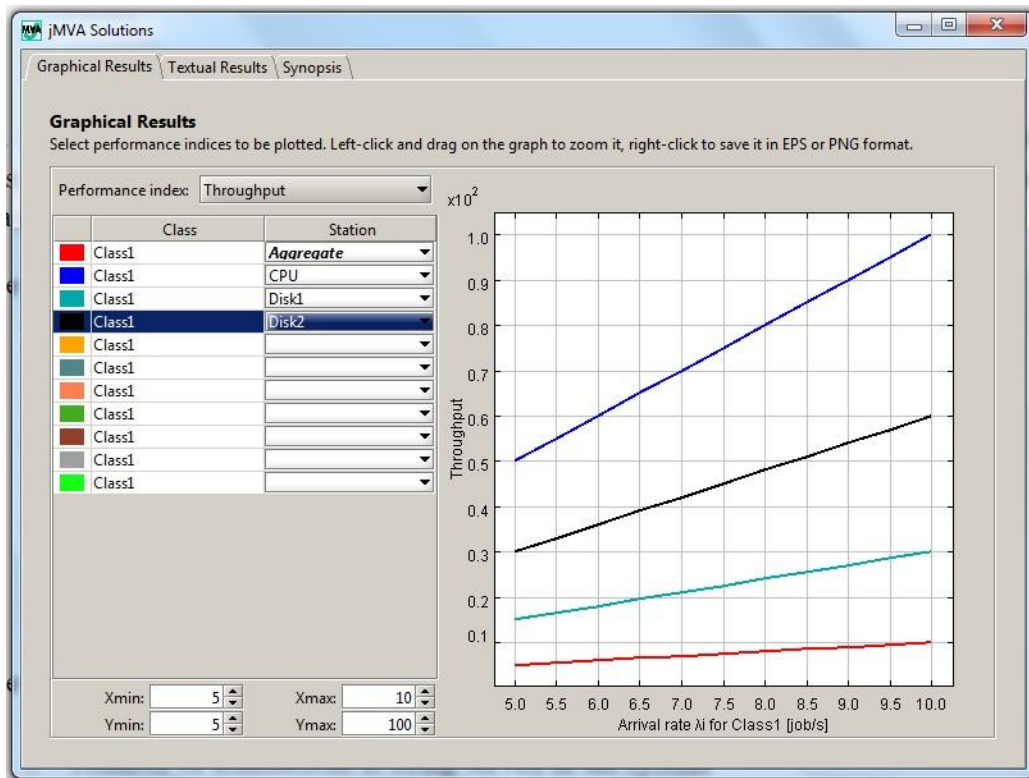 jMVA Solutions
Graphical Results Textual Results Synopsis
Graphical Results
Select performance indices to be plotted. Left-click and drag on the graph to zoom it, right-click to save it in EPS or PNG format.
Performance index: Throughput
Class Station
Class1 Aggregate
Class1 CPU
Class1 Disk1
Class1 Disk2
Class1
Class1
Class1
Class1
Class1
Class1
Class1
Xmin: 5 Xmax: 10
Ymin: 5 Ymax: 100
x10²
1.0
0.9
0.8
0.7
0.6
0.5
0.4
0.3
0.2
0.1
Throughput
5.0 5.5 6.0 6.5 7.0 7.5 8.0 8.5 9.0 9.5 10.0
Arrival rate λi for Class1 [job/s]